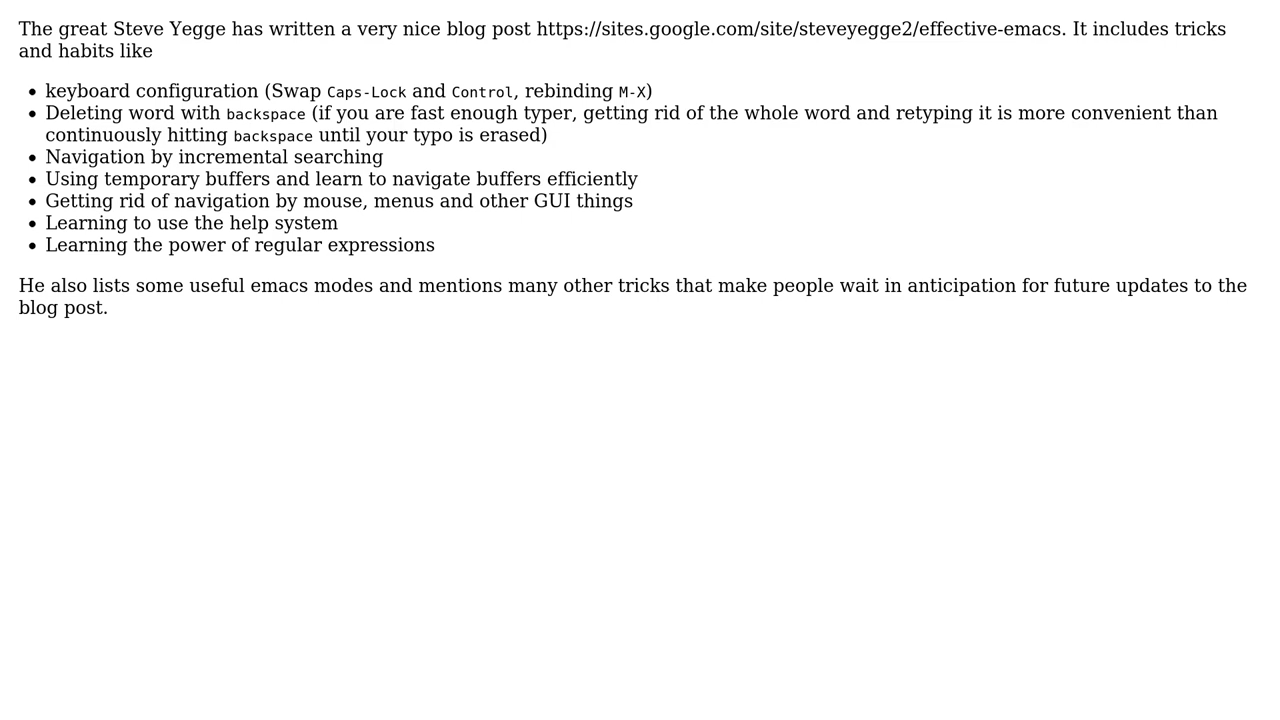 The great Steve Yegge has written a very nice blog post https://sites.google.com/site/steveyegge2/effective-emacs. It includes tricks
and habits like
• keyboard configuration (Swap Caps-Lock and Control, rebinding M-X)
• Deleting word with backspace (if you are fast enough typer, getting rid of the whole word and retyping it is more convenient than
continuously hitting backspace until your typo is erased)
• Navigation by incremental searching
• Using temporary buffers and learn to navigate buffers efficiently
• Getting rid of navigation by mouse, menus and other GUI things
• Learning to use the help system
• Learning the power of regular expressions
He also lists some useful emacs modes and mentions many other tricks that make people wait in anticipation for future updates to the
blog post.